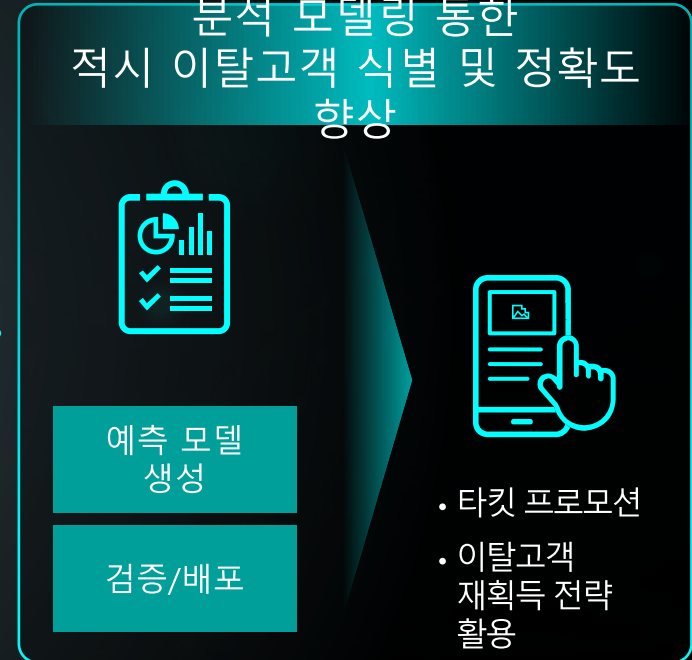 분석 모델링 통한
적시 이탈고객 식별 및 정확도
향상
예측 모델
생성
검증/배포
• 타킷 프로모션
• 이탈고객
재획득 전략
활용